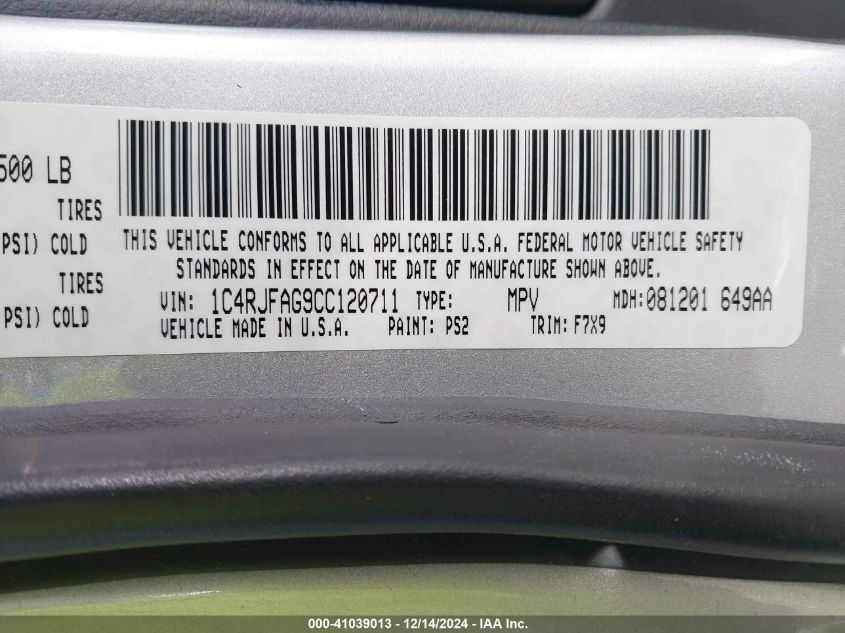 500 LB
TIRES
PSI) COLD
TIRES
PSI) COLD
THIS VEHICLE CONFORMS TO ALL APPLICABLE U.S.A. FEDERAL MOTOR VEHICLE SAFETY
STANDARDS IN EFFECT ON THE DATE OF MANUFACTURE SHOWN ABOVE.
VIN: 1C4RJFAG9CC120711 TYPE: MPV MDH:081201 649AA
VEHICLE MADE IN U.S.A. PAINT: PS2 TRIM: F7X9
000-41039013 - 12/14/2024 - IAA Inc.